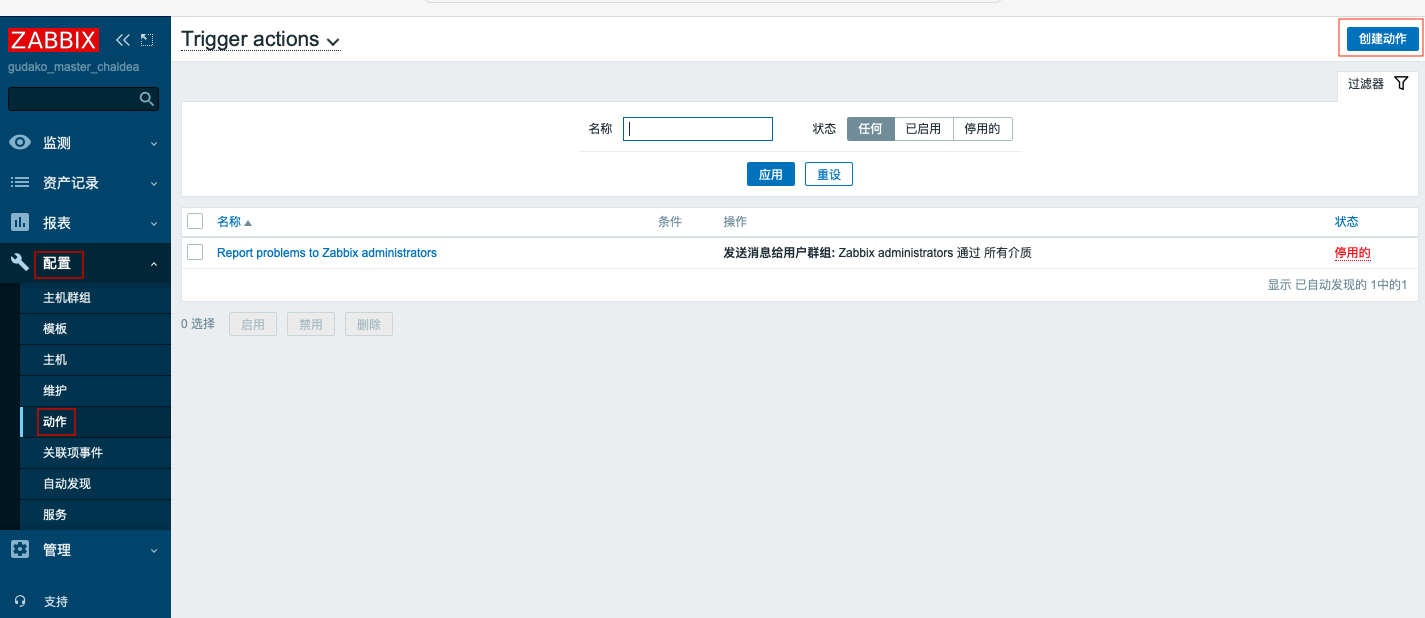 ZABBIX
gudako_master_chaldea
监测
资产记录
报表
配置
主机群组
模板
主机
维护
动作
关联项事件
自动发现
服务
管理
支持
Trigger actions
创建动作
过滤器
名称 状态 任何 已启用 停用的
应用 重设
名称 条件 操作 状态
Report problems to Zabbix administrators 发送消息给用户群组: Zabbix administrators 通过 所有介质 停用的
显示 已自动发现的 1中的1
0 选择 启用 禁用 删除